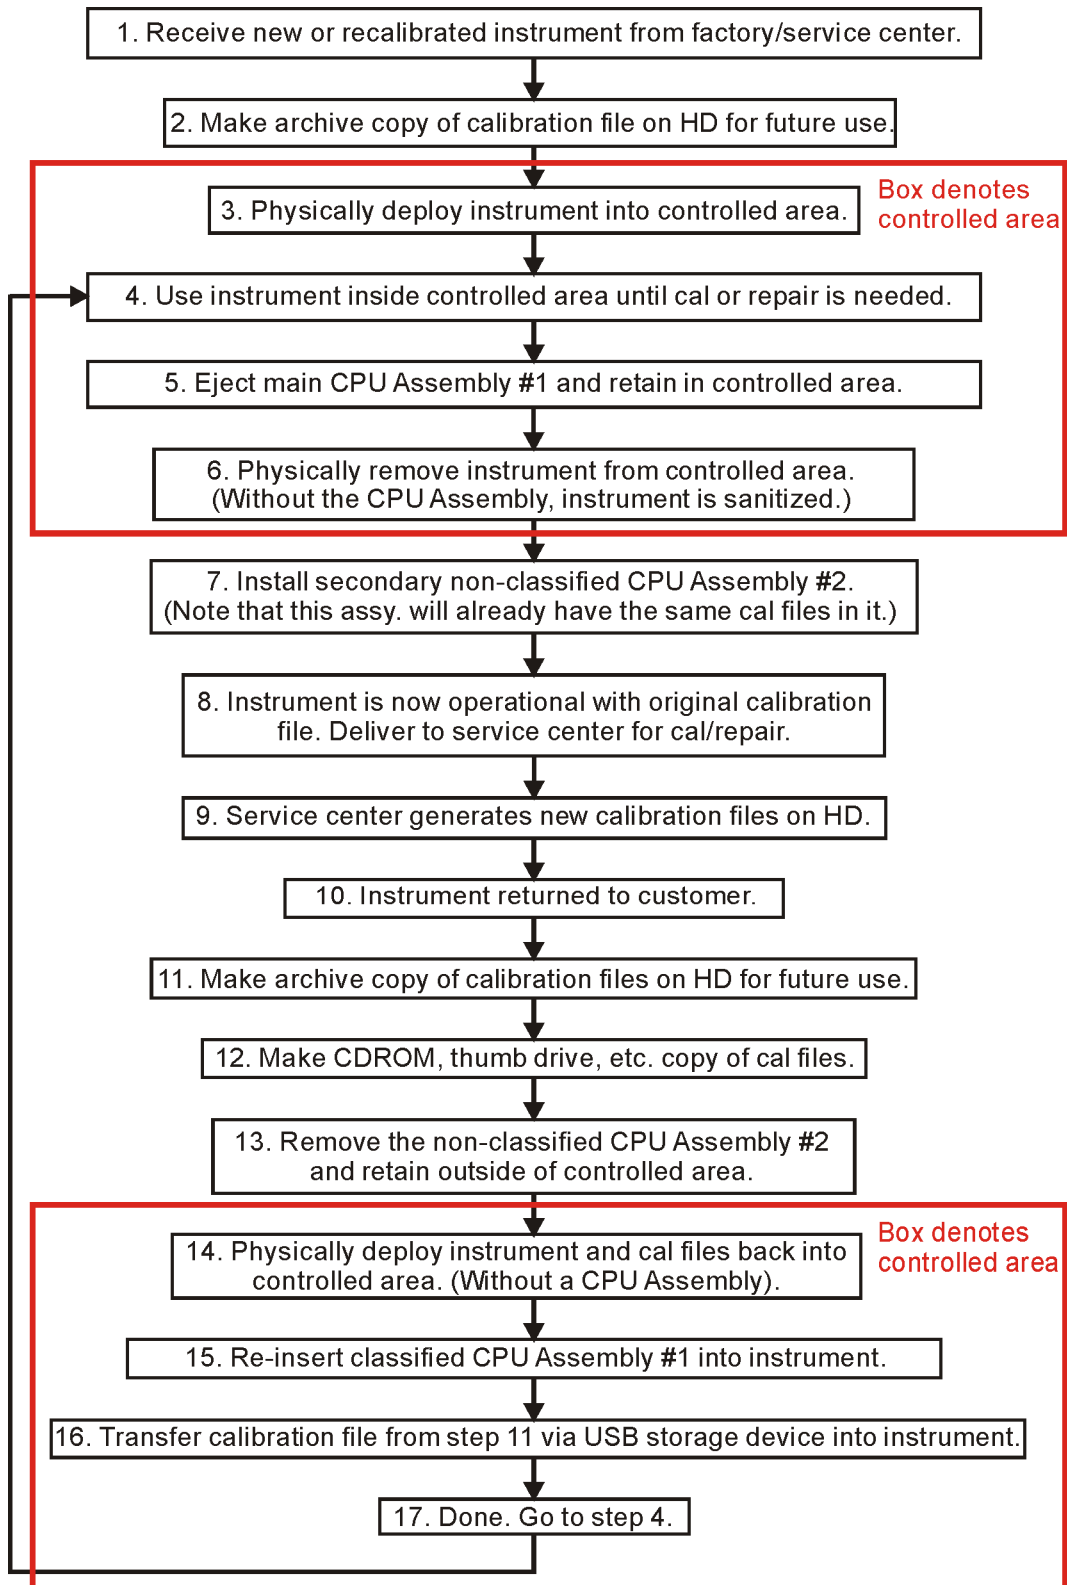 1. Receive new or recalibrated instrument from factory/service center.
2. Make archive copy of calibration file on HD for future use.
Box denotes
controlled area
3. Physically deploy instrument into controlled area.
4. Use instrument inside controlled area until cal or repair is needed.
5. Eject main CPU Assembly #1 and retain in controlled area.
6. Physically remove instrument from controlled area.
(Without the CPU Assembly, instrument is sanitized.)
7. Install secondary non-classified CPU Assembly #2.
(Note that this assy. will already have the same cal files in it.)
8. Instrument is now operational with original calibration
file. Deliver to service center for cal/repair.
9. Service center generates new calibration files on HD.
10. Instrument returned to customer.
11. Make archive copy of calibration files on HD for future use.
12. Make CDROM, thumb drive, etc. copy of cal files.
13. Remove the non-classified CPU Assembly #2
and retain outside of controlled area.
Box denotes
controlled area
14. Physically deploy instrument and cal files back into
controlled area. (Without a CPU Assembly).
15. Re-insert classified CPU Assembly #1 into instrument.
16. Transfer calibration file from step 11 via USB storage device into instrument.
17. Done. Go to step 4.